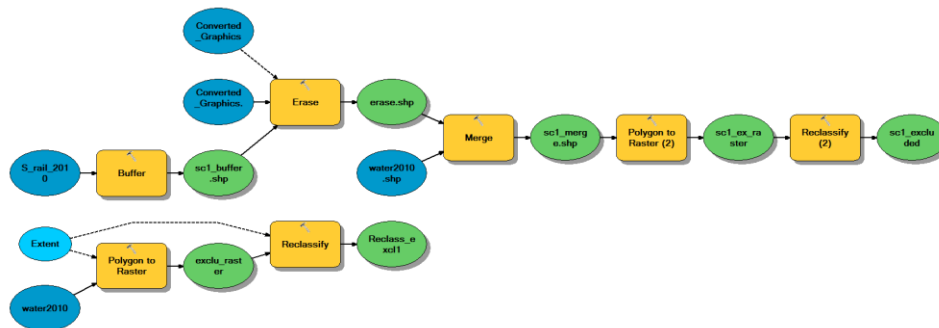 Converted
_Graphics
Converted
_Graphics.
Erase
erase.shp
Merge
sc1_merg
e.shp
Polygon to
Raster (2)
sc1_ex_ra
ster
Reclassify
(2)
sc1_exclu
ded
S_rail_201
0
Buffer
sc1_buffer
.shp
water2010
.shp
Extent
Polygon to
Raster
exclu_rast
er
Reclassify
Reclass_e
xcl1
water2010